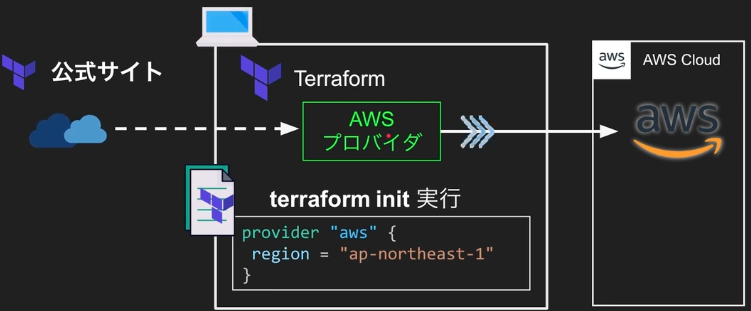 公式サイト
Terraform
AWS
プロバイダ
aws
AWS Cloud
aws
terraform init 実行
provider "aws" {
region = "ap-northeast-1"
}